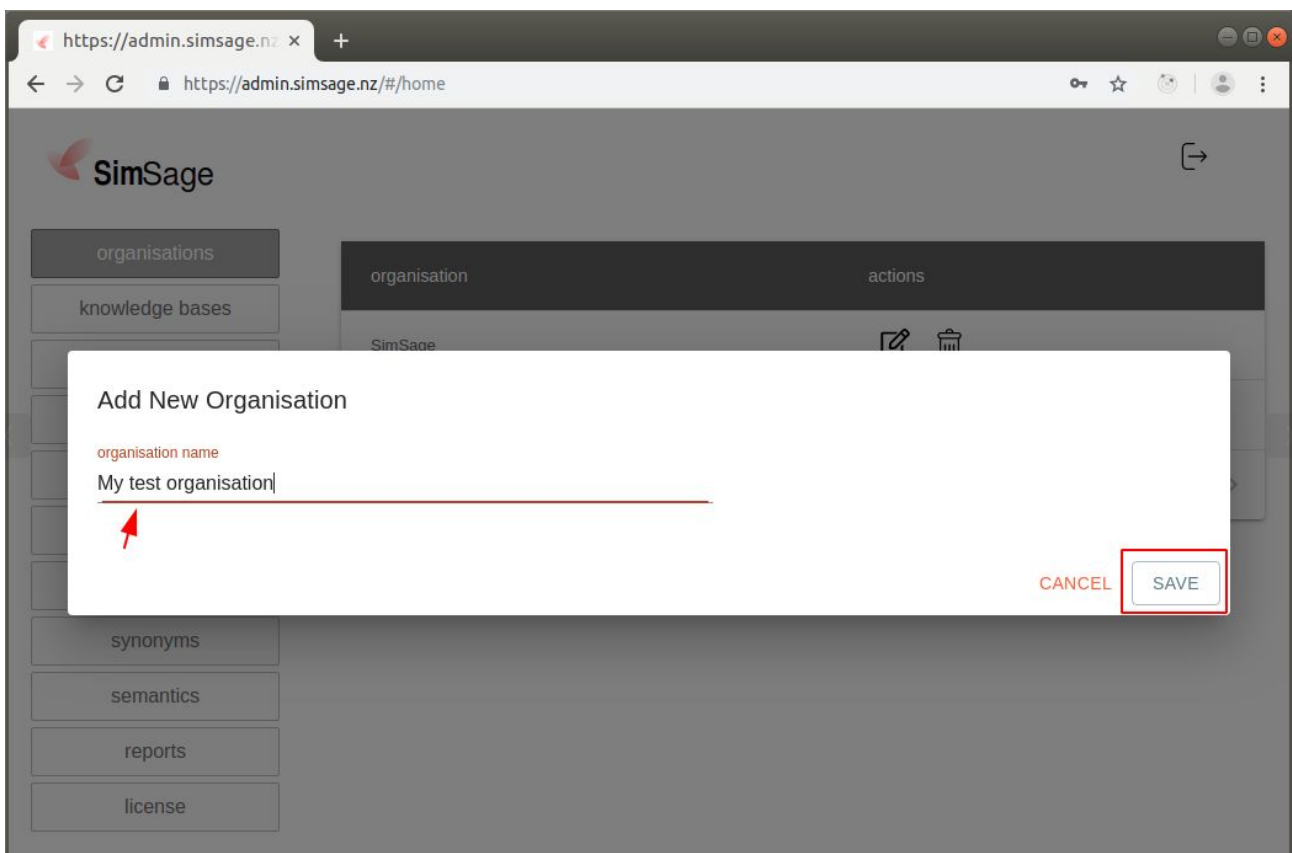 https://admin.simsage.nz
https://admin.simsage.nz/#/home
SimSage
organisations
knowledge bases
organisation actions
SimSage
Add New Organisation
organisation name
My test organisation
CANCEL SAVE
synonyms
semantics
reports
license